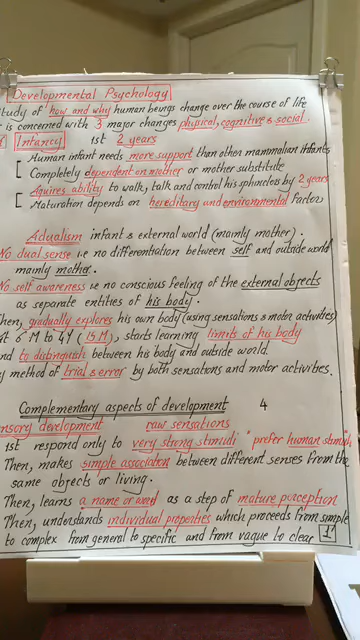 Developmental Psychology
study of how and why human beings change over the course of life
is concerned with 3 major changes physical, cognitive & social.
Infancy 1st 2 years
Human infant needs more support than other mammalian infants
Completely dependent on mother or mother substitute
Aquires ability to walk, talk and control his sphincters by 2 years
Maturation depends on hereditary and environmental factors
Adualism infant & external world (mainly mother).
No dual sense i.e no differentiation between self and outside world
mainly mother.
No self awareness i.e no conscious feeling of the external objects
as separate entities of his body.
Then, gradually explores his own body (using sensations & motor activities)
at 6 M to 4Y (15 M), starts learning limits of his body
and to distinguish between his body and outside world.
by method of trial & error by both sensations and motor activities.
Complementary aspects of development 4
ensory development raw sensations
1st respond only to very strong stimuli "prefer human stimuli
Then, makes simple association between different senses from the
same objects or living.
Then, learns a name or word as a step of mature perception
Then, understands individual properties which proceeds from simple
to complex from general to specific and from vague to clear 1